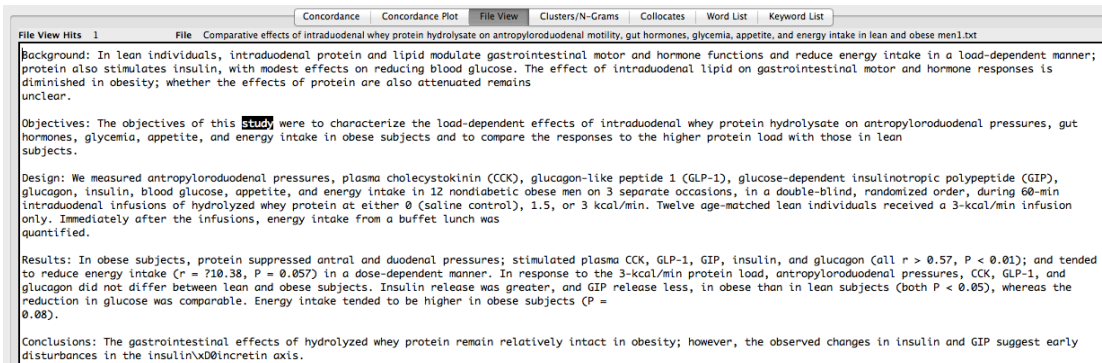 Concordance Concordance Plot File View Clusters/N-Grams Collocates Word List Keyword List
File View Hits 1 File Comparative effects of intraduodenal whey protein hydrolysate on antropyloroduodenal motility, gut hormones, glycemia, appetite, and energy intake in lean and obese men1.txt
Background: In lean individuals, intraduodenal protein and lipid modulate gastrointestinal motor and hormone functions and reduce energy intake in a load-dependent manner;
protein also stimulates insulin, with modest effects on reducing blood glucose. The effect of intraduodenal lipid on gastrointestinal motor and hormone responses is
diminished in obesity; whether the effects of protein are also attenuated remains
unclear.
Objectives: The objectives of this study were to characterize the load-dependent effects of intraduodenal whey protein hydrolysate on antropyloroduodenal pressures, gut
hormones, glycemia, appetite, and energy intake in obese subjects and to compare the responses to the higher protein load with those in lean
subjects.
Design: We measured antropyloroduodenal pressures, plasma cholecystokinin (CCK), glucagon-like peptide 1 (GLP-1), glucose-dependent insulinotropic polypeptide (GIP),
glucagon, insulin, blood glucose, appetite, and energy intake in 12 nondiabetic obese men on 3 separate occasions, in a double-blind, randomized order, during 60-min
intraduodenal infusions of hydrolyzed whey protein at either 0 (saline control), 1.5, or 3 kcal/min. Twelve age-matched lean individuals received a 3-kcal/min infusion
only. Immediately after the infusions, energy intake from a buffet lunch was
quantified.
Results: In obese subjects, protein suppressed antral and duodenal pressures; stimulated plasma CCK, GLP-1, GIP, insulin, and glucagon (all r > 0.57, P < 0.01); and tended
to reduce energy intake (r = ?10.38, P = 0.057) in a dose-dependent manner. In response to the 3-kcal/min protein load, antropyloroduodenal pressures, CCK, GLP-1, and
glucagon did not differ between lean and obese subjects. Insulin release was greater, and GIP release less, in obese than in lean subjects (both P < 0.05), whereas the
reduction in glucose was comparable. Energy intake tended to be higher in obese subjects (P =
0.08).
Conclusions: The gastrointestinal effects of hydrolyzed whey protein remain relatively intact in obesity; however, the observed changes in insulin and GIP suggest early
disturbances in the insulin\xD0incretin axis.